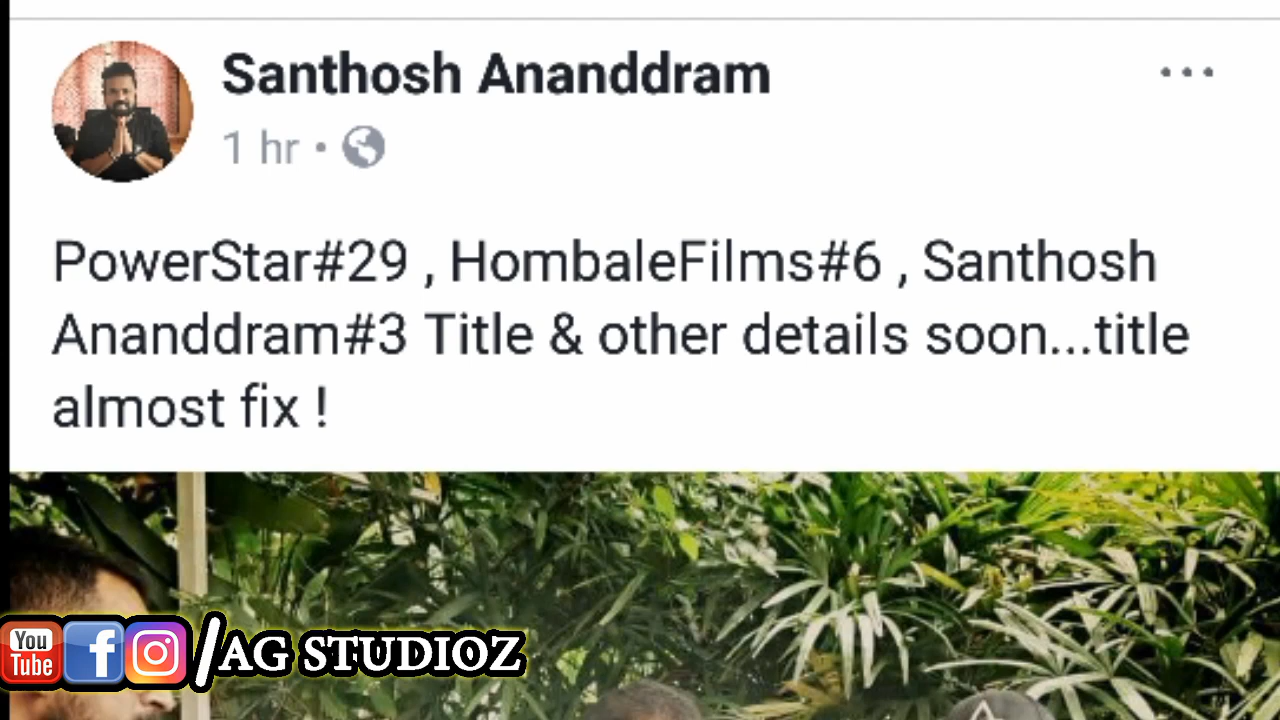 Santhosh Ananddram
1 hr •
PowerStar#29 , HombaleFilms#6 , Santhosh
Ananddram#3 Title & other details soon...title
almost fix !
You
Tube
f
/AG STUDIOZ